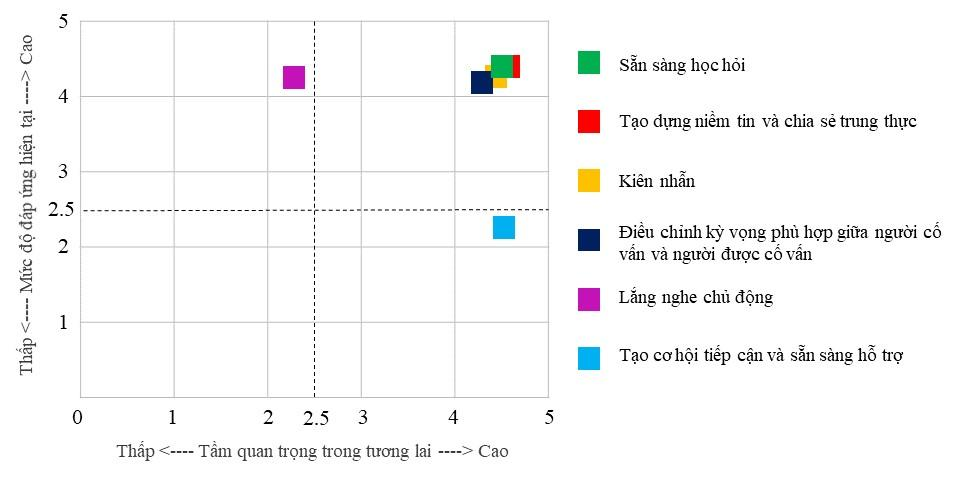 5
4
3
2.5
2
1
Thấp <---- Mức độ đáp ứng hiện tại ----> Cao
0 1 2 2.5 3 4 5
Thấp <---- Tầm quan trọng trong tương lai ----> Cao
Sẵn sàng học hỏi
Tạo dựng niềm tin và chia sẻ trung thực
Kiên nhẫn
Điều chỉnh kỳ vọng phù hợp giữa người cố
vấn và người được cố vấn
Lắng nghe chủ động
Tạo cơ hội tiếp cận và sẵn sàng hỗ trợ